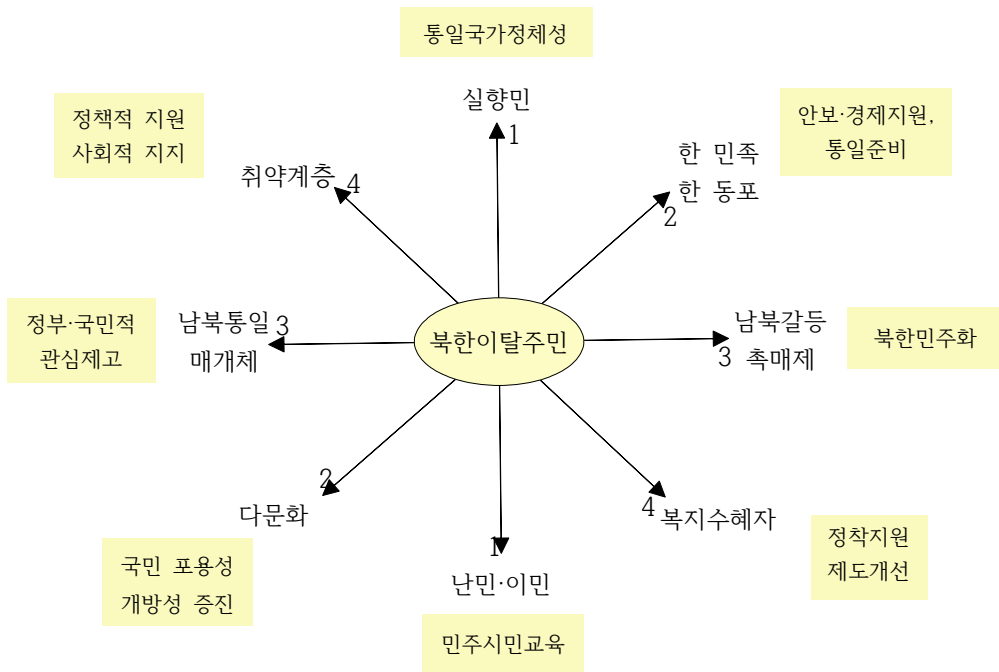 통일국가정체성
실향민
1
정책적 지원
사회적 지지
취약계층 4
안보·경제지원,
통일준비
한 민족
한 동포
2
정부·국민적
관심제고
남북통일 3
매개체
북한이탈주민
남북갈등
3 촉매제
북한민주화
2
다문화
국민 포용성
개방성 증진
1
난민·이민
민주시민교육
4 복지수혜자
정착지원
제도개선